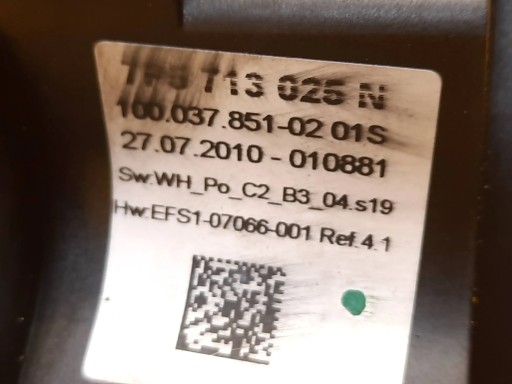 7P5 713 025 N
100.037.851-02 01S
27.07.2010 - 010881
Sw:WH_Po_C2_B3_04.s19
Hw:EFS1-07066-001 Ref.4.1